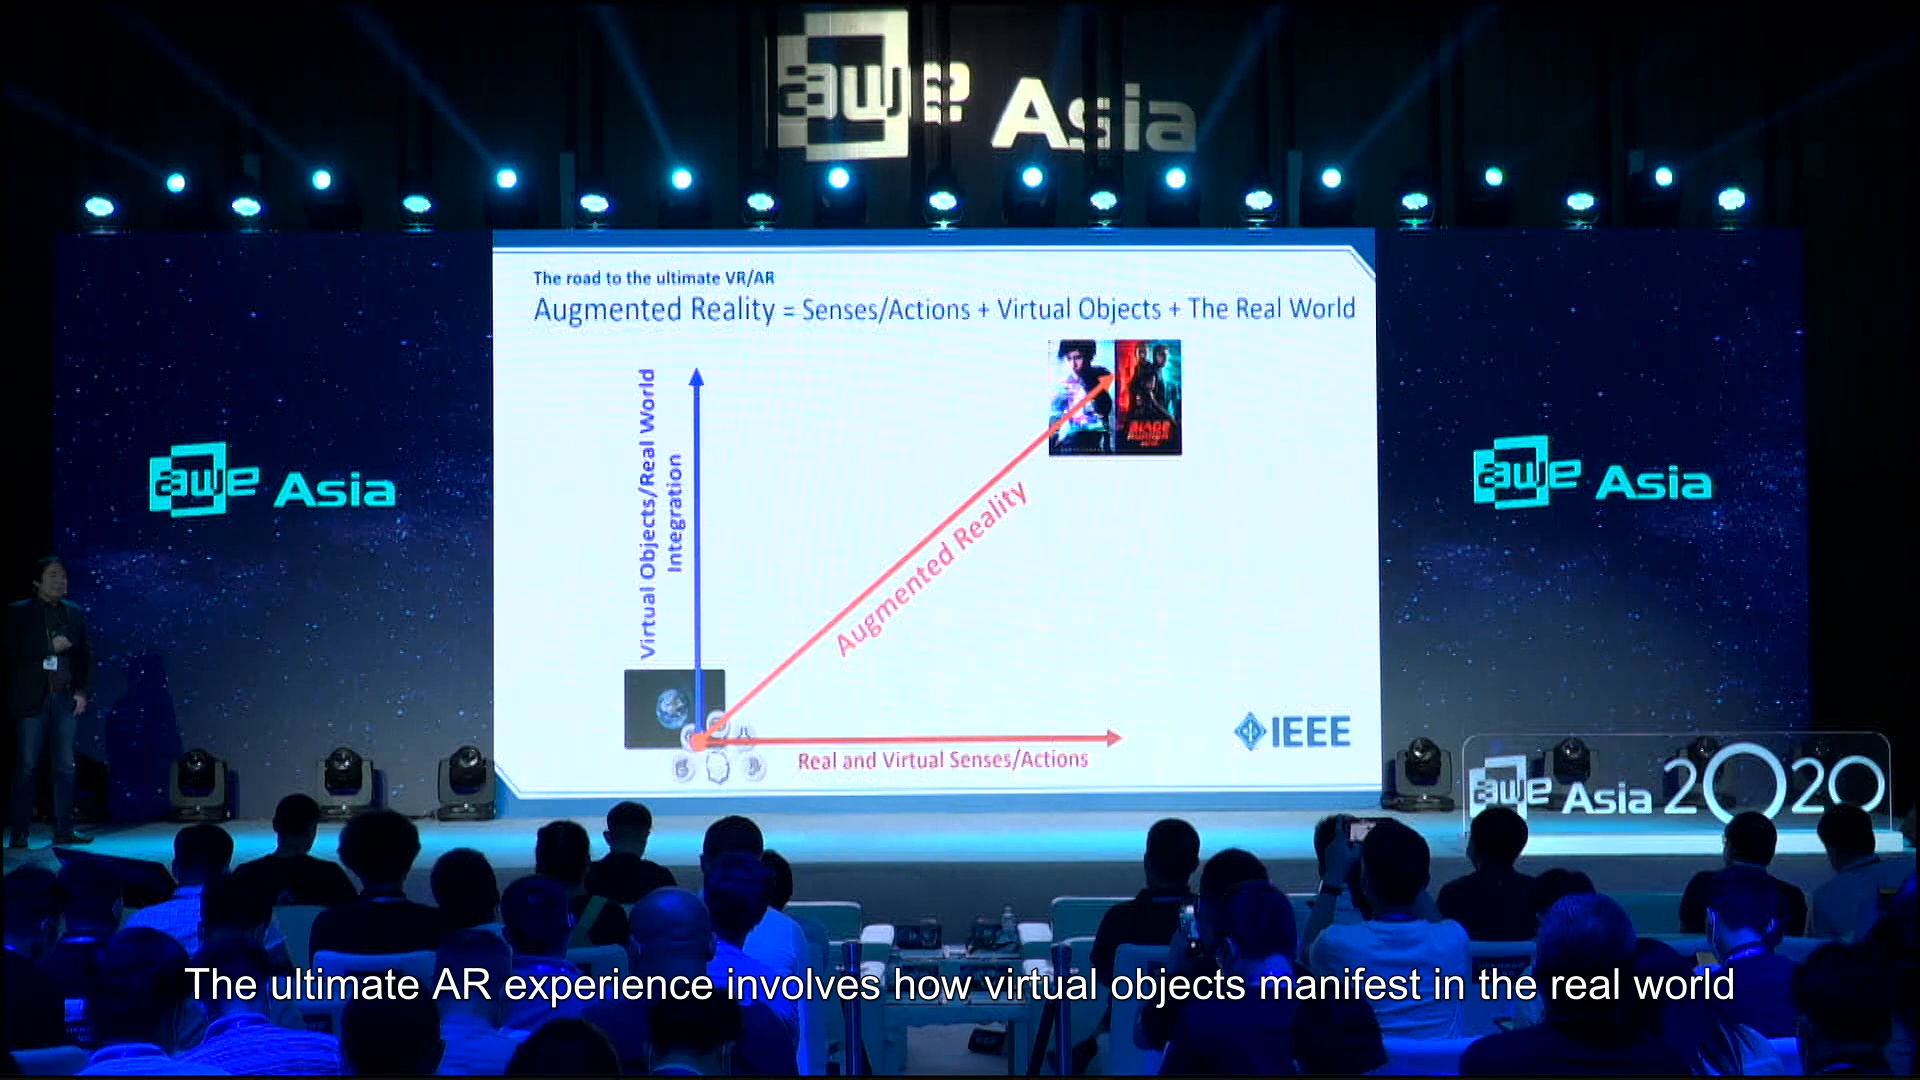 awe Asia
The road to the ultimate VR/AR
Augmented Reality = Senses/Actions + Virtual Objects + The Real World
Virtual Objects/Real World
Integration
BLADE
RUNNER
Augmented Reality
Real and Virtual Senses/Actions
IEEE
awe Asia
awe Asia
awe Asia 2020
The ultimate AR experience involves how virtual objects manifest in the real world